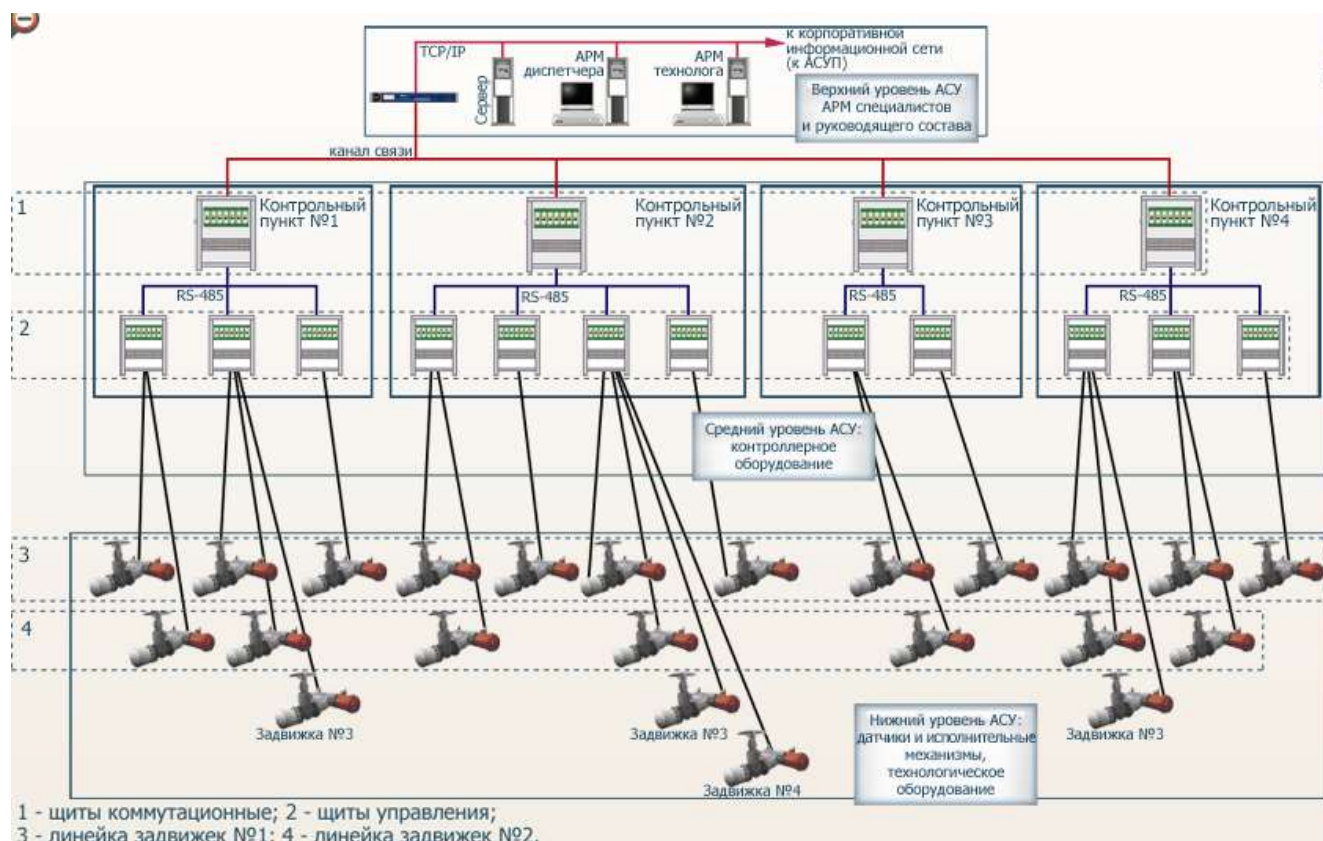 TCP/IP
Сервер
АРМ
диспетчера
АРМ
технолога
к корпоративной
информационной сети
(к АСУП)
Верхний уровень АСУ
АРМ специалистов
и руководящего состава
канал связи
1
Контрольный
пункт №1
Контрольный
пункт №2
Контрольный
пункт №3
Контрольный
пункт №4
RS-485
RS-485
RS-485
RS-485
2
Средний уровень АСУ:
контроллерное
оборудование
3
4
Задвижка №3
Задвижка №3
Задвижка №4
Задвижка №3
Нижний уровень АСУ:
датчики и исполнительные
механизмы,
технологическое
оборудование
1 - щиты коммутационные; 2 - щиты управления;
3 - линейка задвижек №1; 4 - линейка задвижек №2.